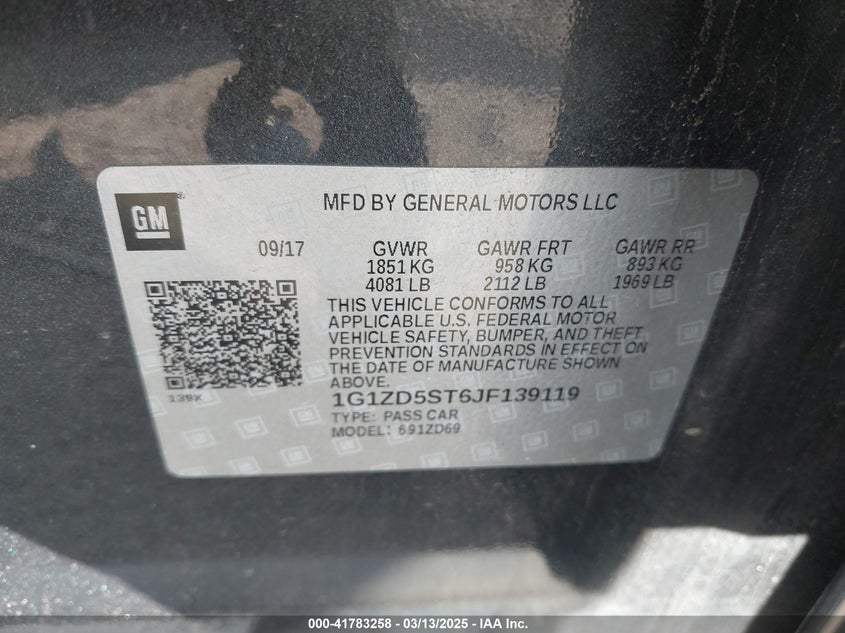 GM
MFD BY GENERAL MOTORS LLC
09/17 GVWR GAWR FRT GAWR RR
1851 KG 958 KG 893 KG
4081 LB 2112 LB 1969 LB
THIS VEHICLE CONFORMS TO ALL
APPLICABLE U.S. FEDERAL MOTOR
VEHICLE SAFETY, BUMPER, AND THEFT
PREVENTION STANDARDS IN EFFECT ON
THE DATE OF MANUFACTURE SHOWN
ABOVE.
139X
1G1ZD5ST6JF139119
TYPE: PASS CAR
MODEL: 691ZD69
000-41783258 - 03/13/2025 - IAA Inc.